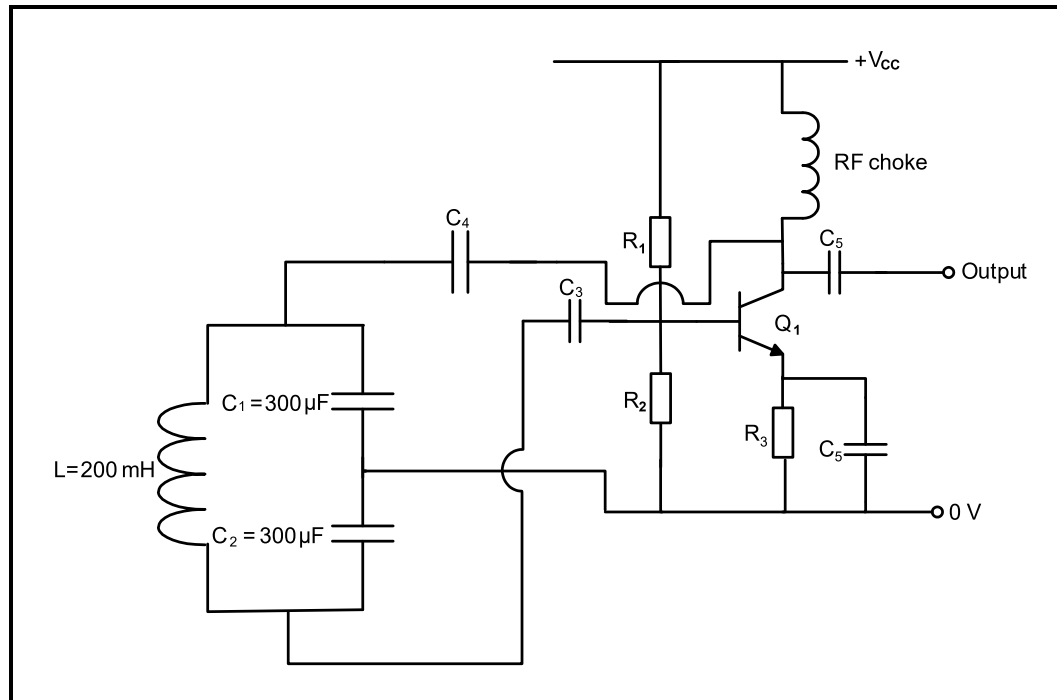 +Vcc
RF choke
C₄
R₁
C₅
Output
C₃
Q₁
C₁ = 300 µF
R₂
R₃
C₅
L=200 mH
0 V
C₂ = 300 µF